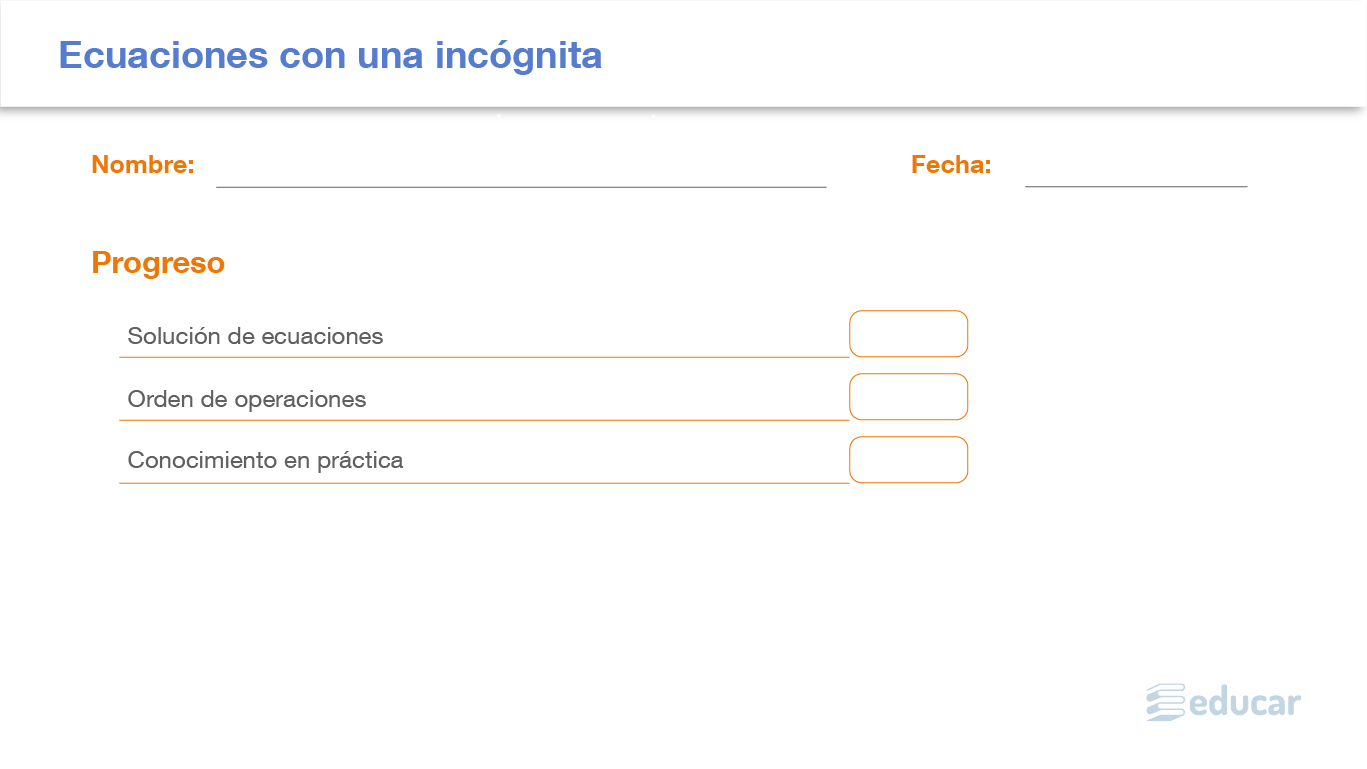 Ecuaciones con una incógnita
Nombre: Fecha:
Progreso
Solución de ecuaciones
Orden de operaciones
Conocimiento en práctica
educar